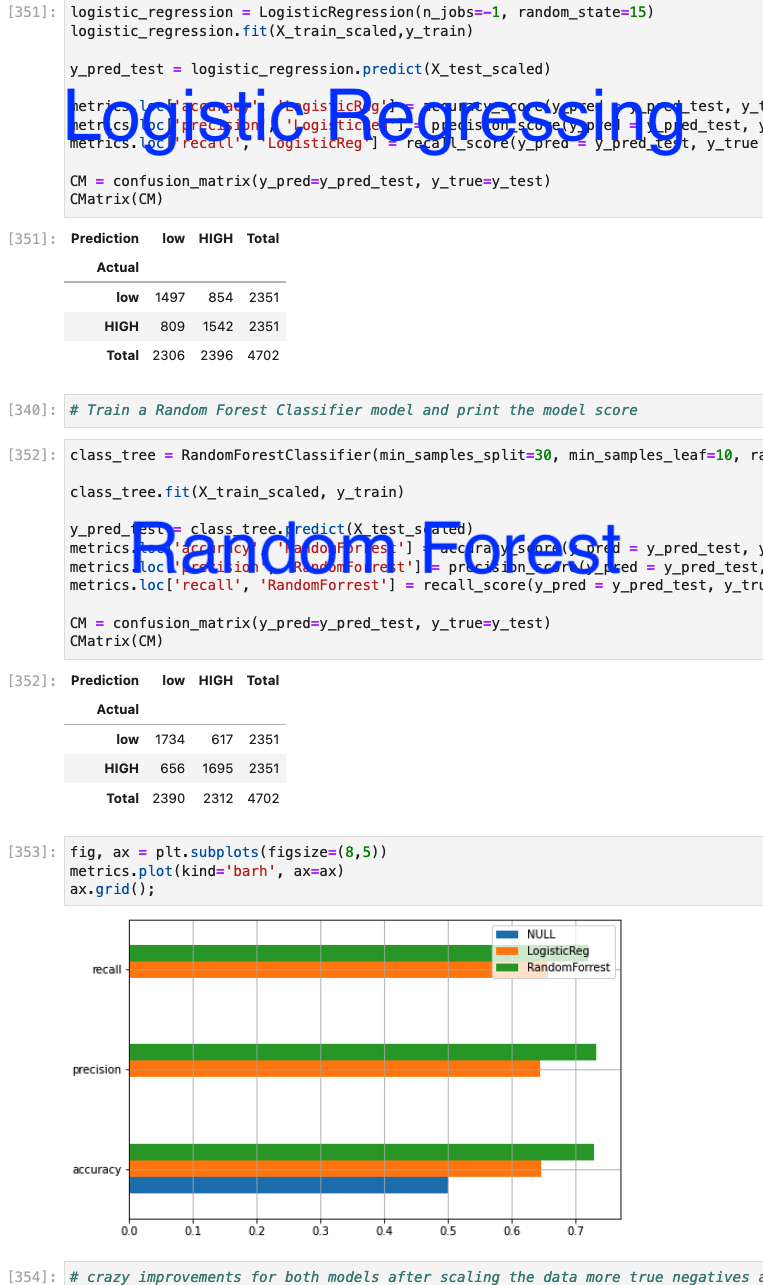 [351]: logistic_regression = LogisticRegression(n_jobs=-1, random_state=15)
logistic_regression.fit(X_train_scaled,y_train)
y_pred_test = logistic_regression.predict(X_test_scaled)
Logistic Regressing
metrics.loc['accuracy', 'LogisticReg'] = accuracy_score(y_pred = y_pred_test, y_t
metrics.loc['precision', 'LogisticReg'] = precision_score(y_pred = y_pred_test, y
metrics.loc['recall', 'LogisticReg'] = recall_score(y_pred = y_pred_test, y_true
CM = confusion_matrix(y_pred=y_pred_test, y_true=y_test)
CMatrix(CM)
[351]: Prediction low HIGH Total
Actual
low 1497 854 2351
HIGH 809 1542 2351
Total 2306 2396 4702
[340]: # Train a Random Forest Classifier model and print the model score
[352]: class_tree = RandomForestClassifier(min_samples_split=30, min_samples_leaf=10, ra
class_tree.fit(X_train_scaled, y_train)
y_pred_test = class_tree.predict(X_test_scaled)
Random Forest
metrics.loc['accuracy', 'RandomForrest'] = accuracy_score(y_pred = y_pred_test, y
metrics.loc['precision', 'RandomForrest'] = precision_score(y_pred = y_pred_test,
metrics.loc['recall', 'RandomForrest'] = recall_score(y_pred = y_pred_test, y_tru
CM = confusion_matrix(y_pred=y_pred_test, y_true=y_test)
CMatrix(CM)
[352]: Prediction low HIGH Total
Actual
low 1734 617 2351
HIGH 656 1695 2351
Total 2390 2312 4702
[353]: fig, ax = plt.subplots(figsize=(8,5))
metrics.plot(kind='barh', ax=ax)
ax.grid();
NULL
LogisticReg
RandomForrest
recall
precision
accuracy
0.0 0.1 0.2 0.3 0.4 0.5 0.6 0.7
[354]: # crazy improvements for both models after scaling the data more true negatives a